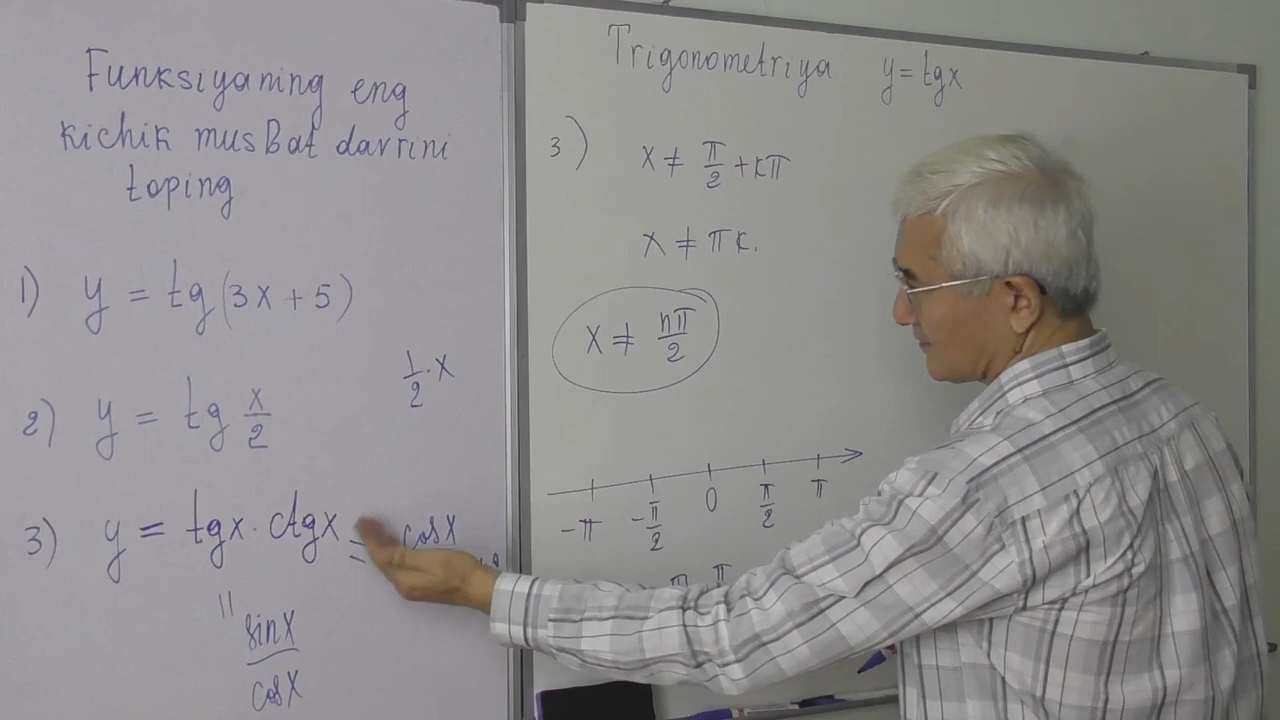 Funksiyaning eng
kichik musBat davrini
toping
1) y = tg(3x+5)
1/2 · x
2) y = tg x/2
3) y = tgx · ctgx =
cosx
"
sinx
cosx
Trigonometriya y=tgx
3) x ≠ π/2 + kπ
x ≠ πk.
x ≠ nπ/2
-π -π/2 0 π/2 π
π π